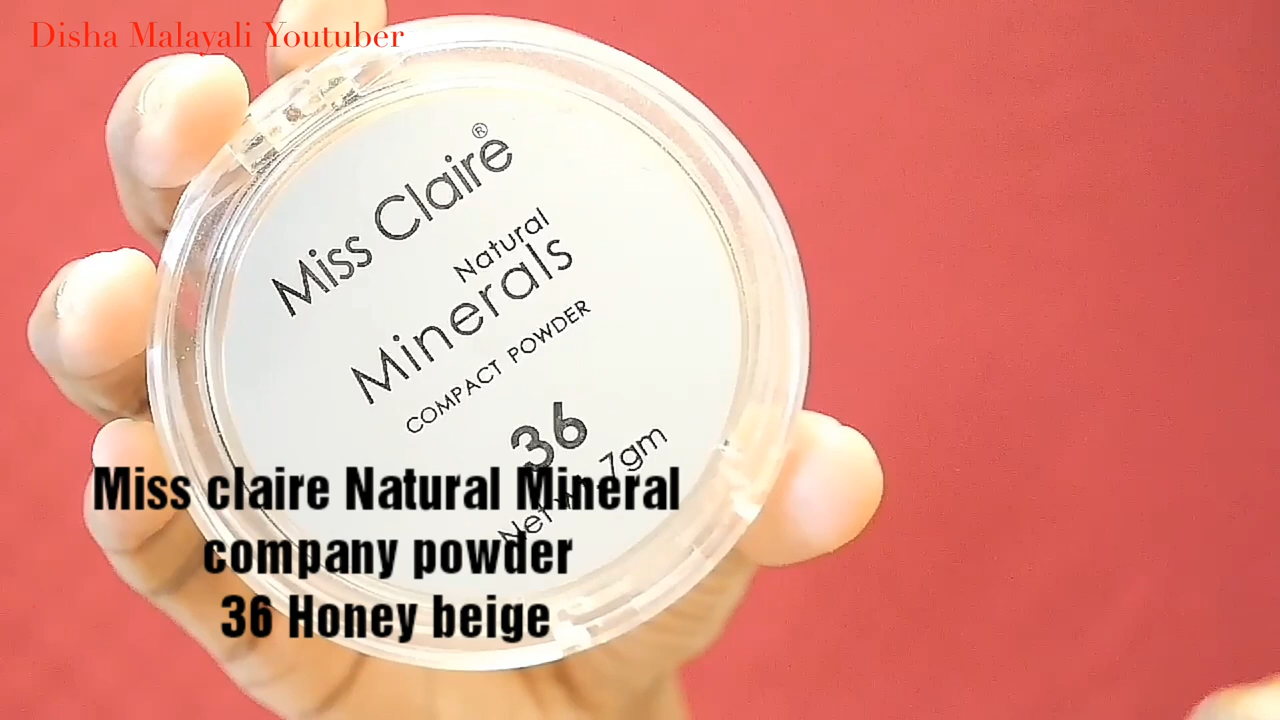 Disha Malayali Youtuber
Miss Claire®
Natural
Minerals
COMPACT POWDER
36
Net 7gm
Miss claire Natural Mineral
company powder
36 Honey beige